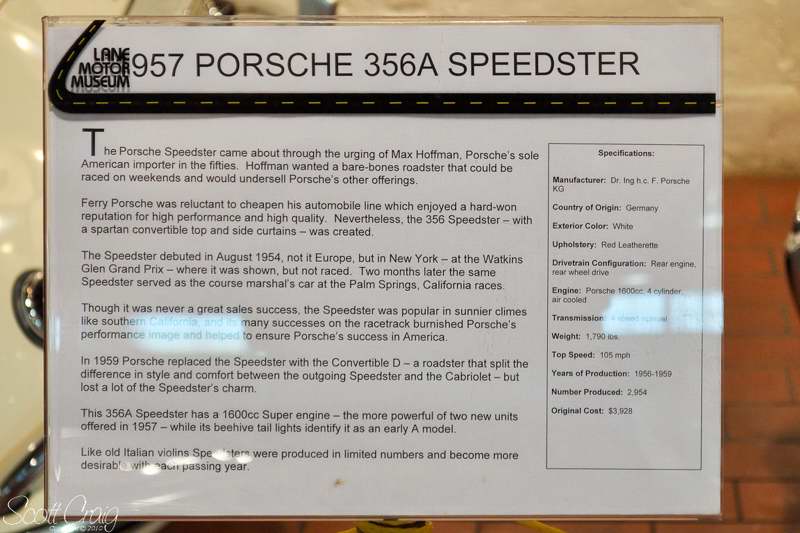 LANE
MOTOR
MUSEUM
957 PORSCHE 356A SPEEDSTER
The Porsche Speedster came about through the urging of Max Hoffman, Porsche's sole
American importer in the fifties. Hoffman wanted a bare-bones roadster that could be
raced on weekends and would undersell Porsche's other offerings.
Ferry Porsche was reluctant to cheapen his automobile line which enjoyed a hard-won
reputation for high performance and high quality. Nevertheless, the 356 Speedster – with
a spartan convertible top and side curtains – was created.
The Speedster debuted in August 1954, not it Europe, but in New York – at the Watkins
Glen Grand Prix – where it was shown, but not raced. Two months later the same
Speedster served as the course marshal's car at the Palm Springs, California races.
Though it was never a great sales success, the Speedster was popular in sunnier climes
like southern California, and its many successes on the racetrack burnished Porsche's
performance image and helped to ensure Porsche's success in America.
In 1959 Porsche replaced the Speedster with the Convertible D – a roadster that split the
difference in style and comfort between the outgoing Speedster and the Cabriolet – but
lost a lot of the Speedster's charm.
This 356A Speedster has a 1600cc Super engine – the more powerful of two new units
offered in 1957 – while its beehive tail lights identify it as an early A model.
Like old Italian violins Speedsters were produced in limited numbers and become more
desirable with each passing year.
Specifications:
Manufacturer: Dr. Ing h.c. F. Porsche
KG
Country of Origin: Germany
Exterior Color: White
Upholstery: Red Leatherette
Drivetrain Configuration: Rear engine,
rear wheel drive
Engine: Porsche 1600cc, 4 cylinder,
air cooled
Transmission: 4 speed manual
Weight: 1,790 lbs.
Top Speed: 105 mph
Years of Production: 1956-1959
Number Produced: 2,954
Original Cost: $3,928
Scott Craig